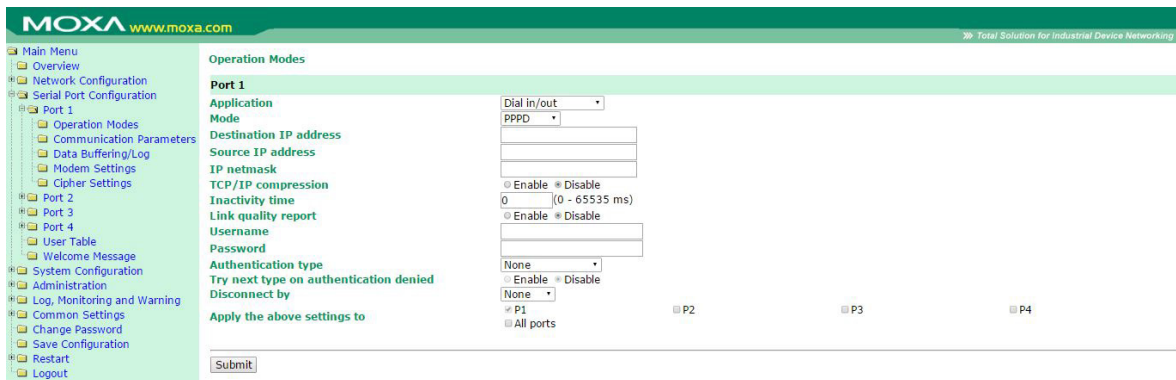 MOXA www.moxa.com
Total Solution for Industrial Device Networking
Main Menu
Overview
Network Configuration
Serial Port Configuration
Port 1
Operation Modes
Communication Parameters
Data Buffering/Log
Modem Settings
Cipher Settings
Port 2
Port 3
Port 4
User Table
Welcome Message
System Configuration
Administration
Log, Monitoring and Warning
Common Settings
Change Password
Save Configuration
Restart
Logout
Operation Modes
Port 1
Application Dial in/out
Mode PPPD
Destination IP address
Source IP address
IP netmask
TCP/IP compression Enable Disable
Inactivity time 0 (0 - 65535 ms)
Link quality report Enable Disable
Username
Password
Authentication type None
Try next type on authentication denied Enable Disable
Disconnect by None
Apply the above settings to P1 P2 P3 P4
All ports
Submit